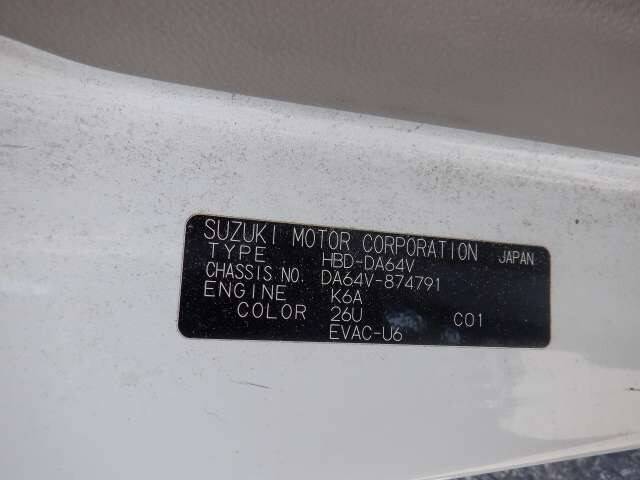 SUZUKI MOTOR CORPORATION JAPAN
TYPE HBD-DA64V
CHASSIS NO. DA64V-874791
ENGINE K6A
COLOR 26U C01
EVAC-U6